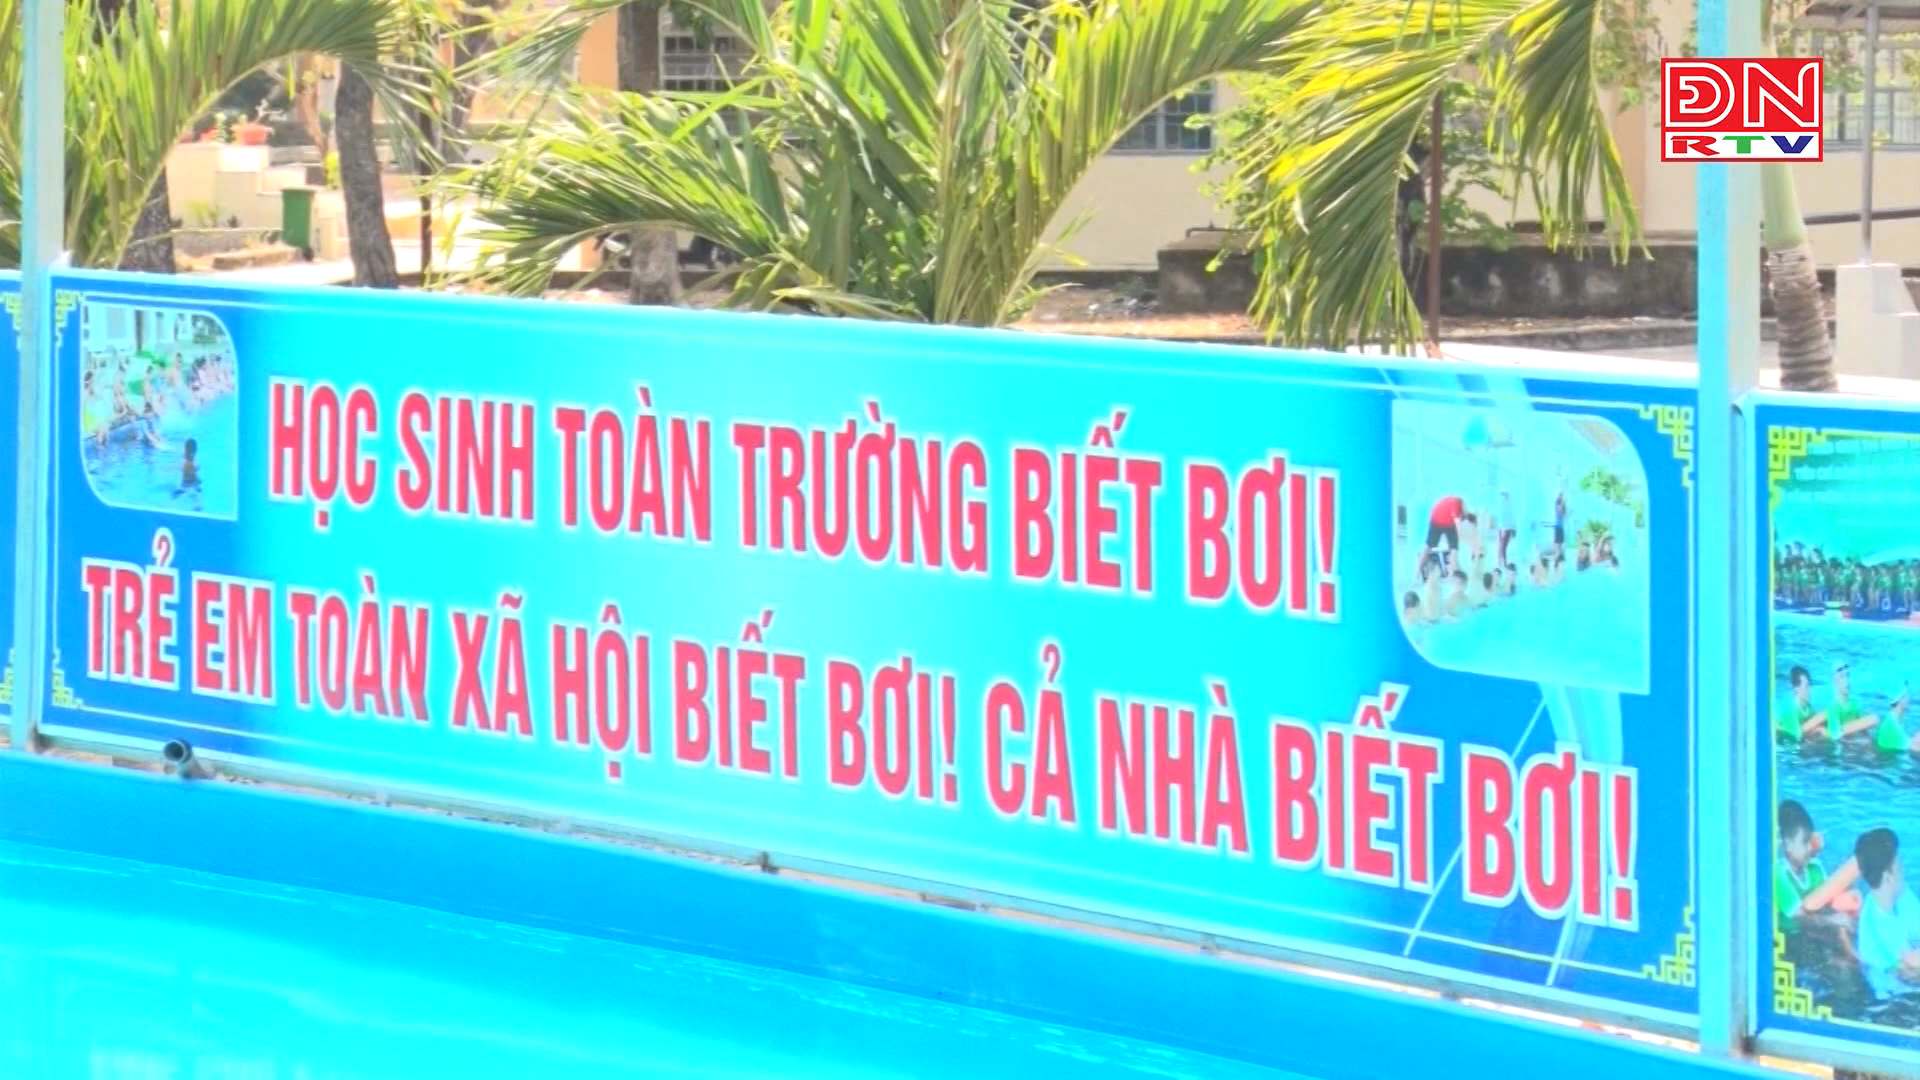 ĐN
RTV
HỌC SINH TOÀN TRƯỜNG BIẾT BƠI!
TRẺ EM TOÀN XÃ HỘI BIẾT BƠI! CẢ NHÀ BIẾT BƠI!